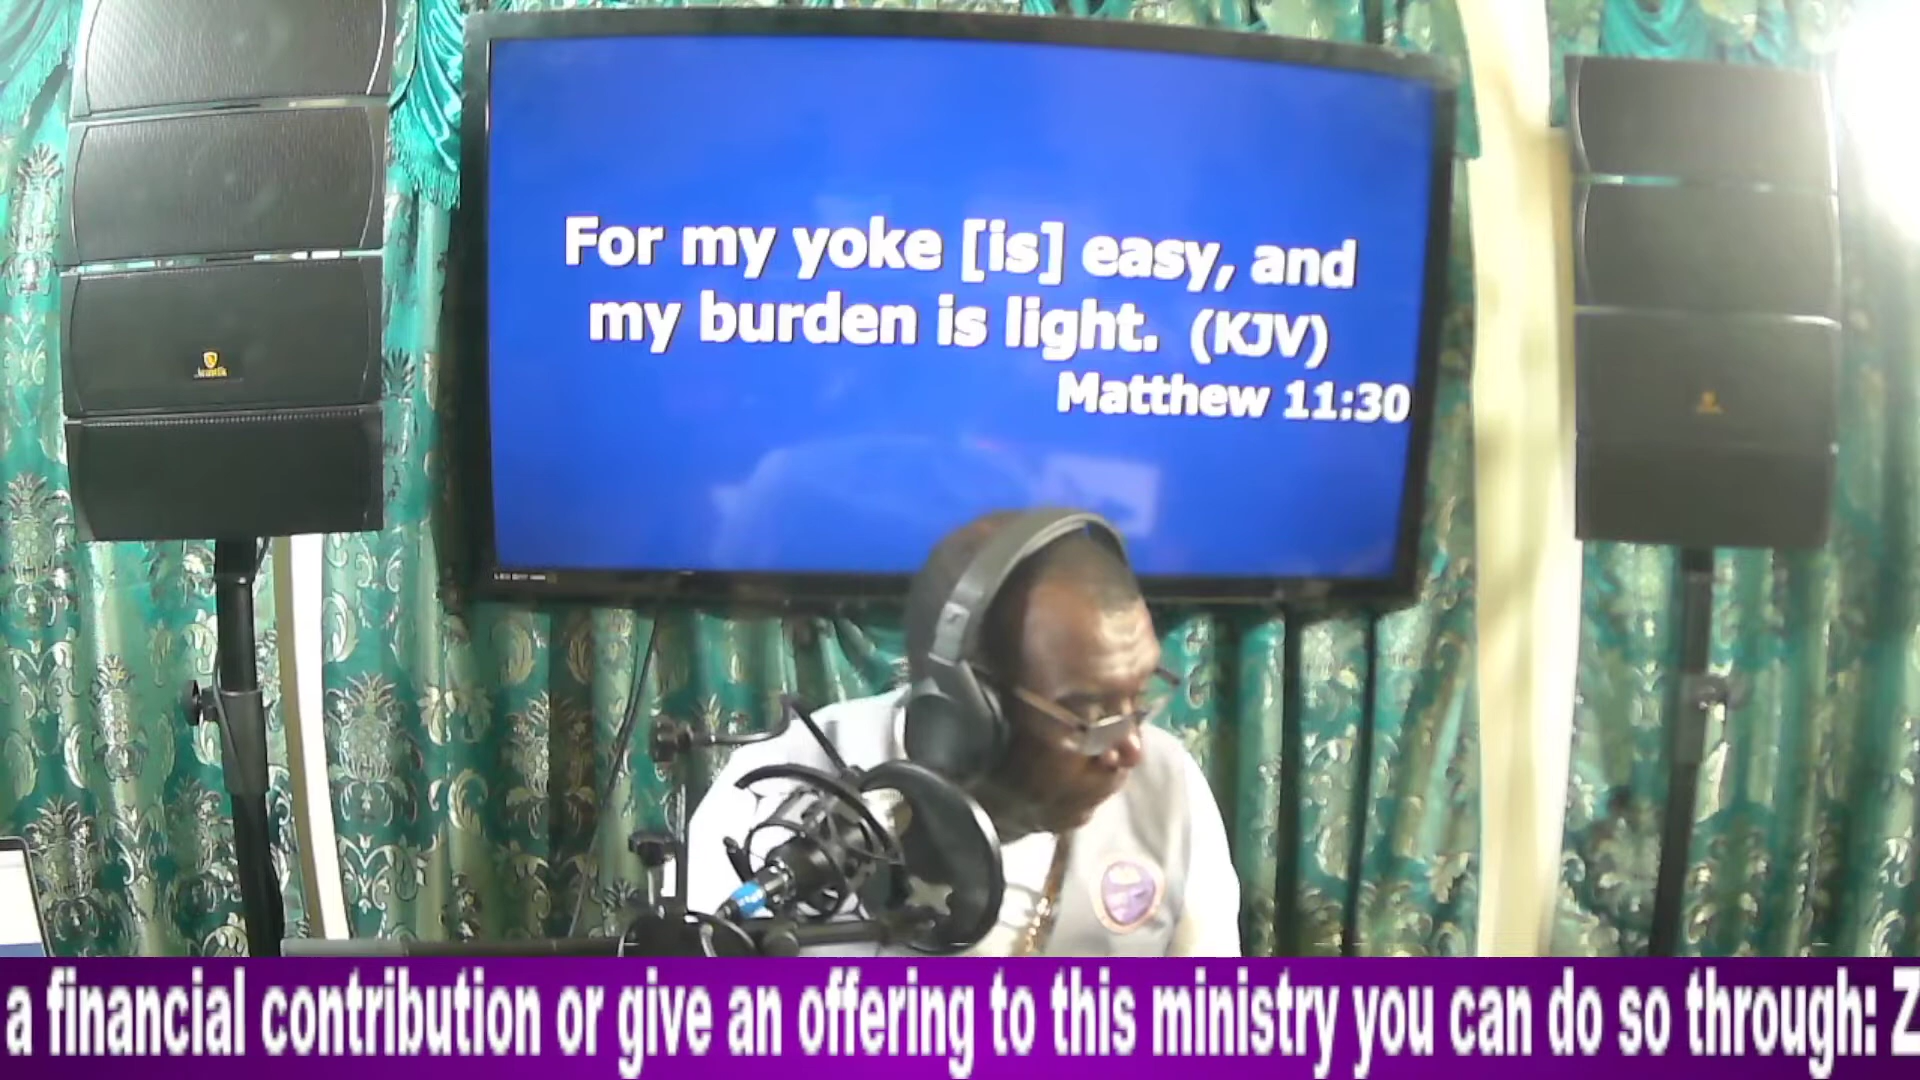 For my yoke [is] easy, and
my burden is light. (KJV)
Matthew 11:30
a financial contribution or give an offering to this ministry you can do so through: Z